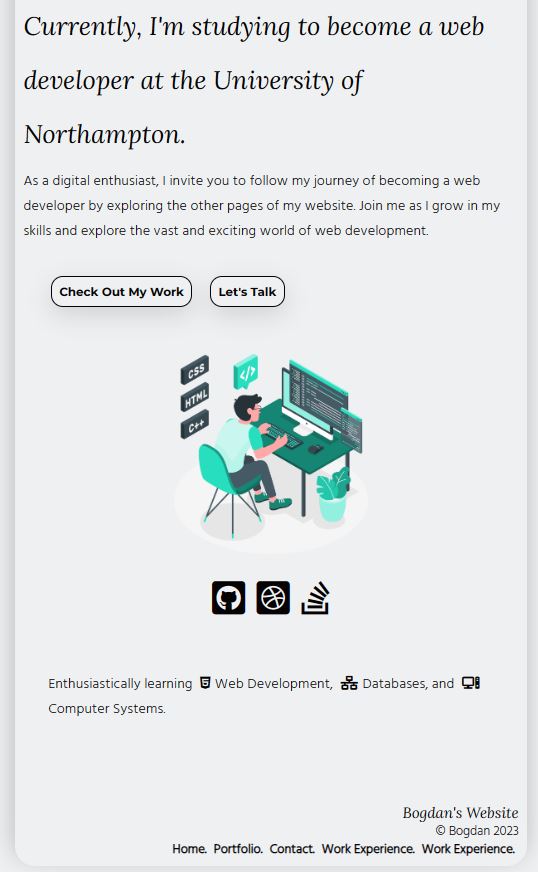 Currently, I'm studying to become a web
developer at the University of
Northampton.
As a digital enthusiast, I invite you to follow my journey of becoming a web
developer by exploring the other pages of my website. Join me as I grow in my
skills and explore the vast and exciting world of web development.
Check Out My Work Let's Talk
CSS
HTML
C++
</>
Enthusiastically learning Web Development, Databases, and
Computer Systems.
Bogdan's Website
© Bogdan 2023
Home. Portfolio. Contact. Work Experience. Work Experience.